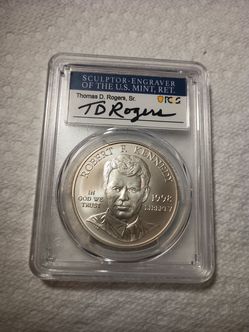 SCULPTOR-ENGRAVER
OF THE U.S. MINT, RET.
Thomas D. Rogers, Sr.
PCGS
TD Rogers
ROBERT F. KENNEDY
IN
GOD WE
TRUST
1998
LIBERTY